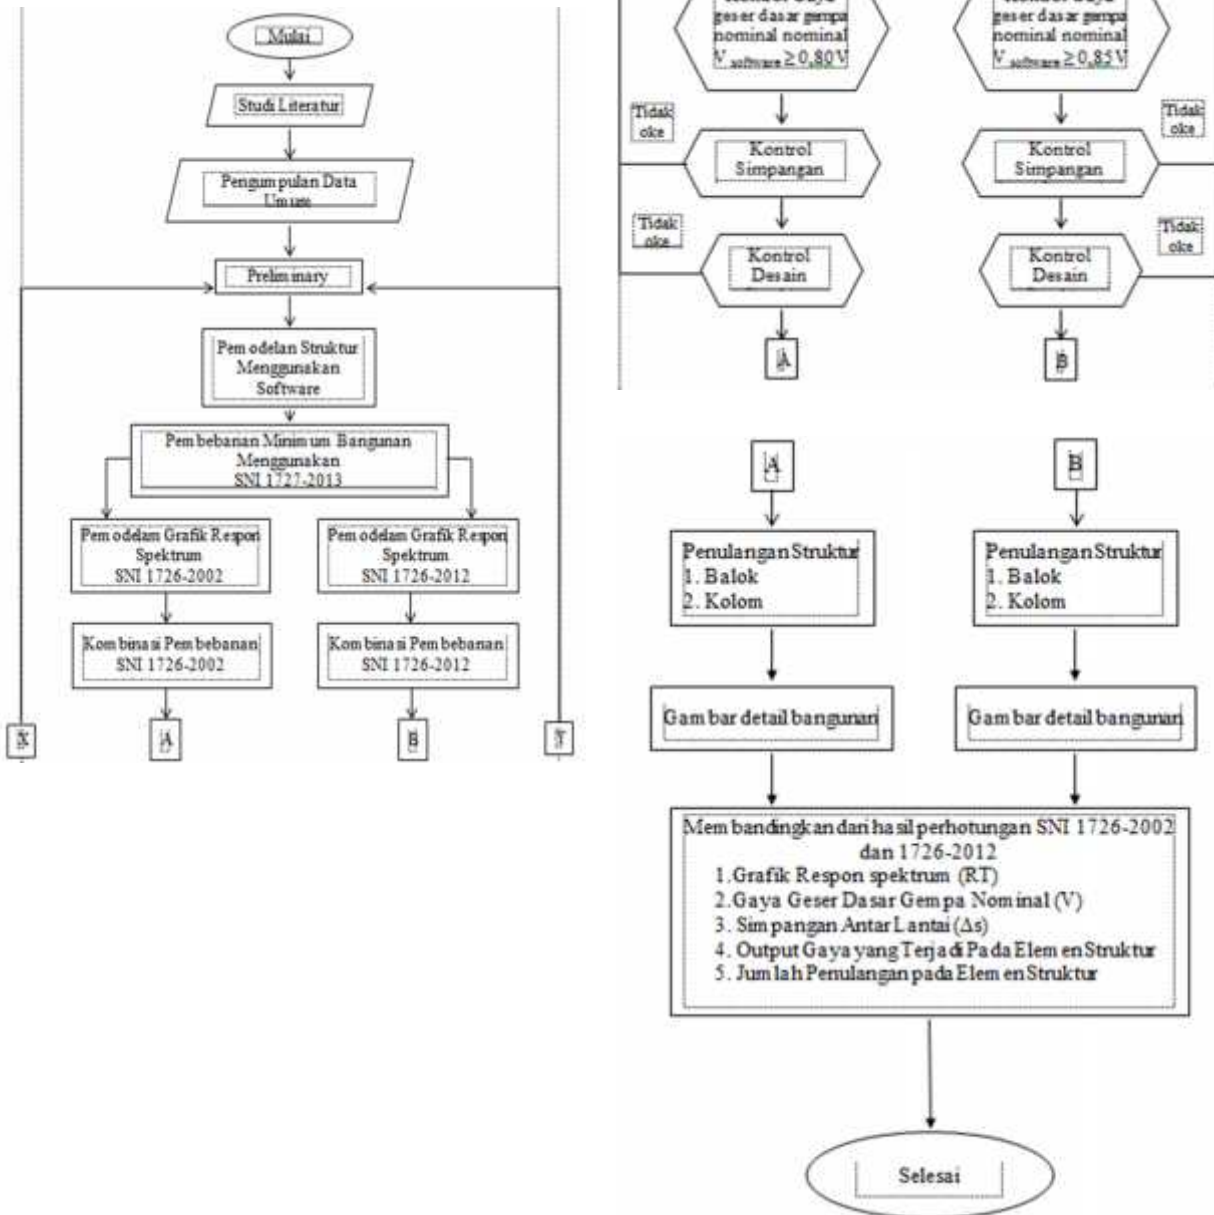 Mulai
Studi Literatur
Pengumpulan Data
Umum
Preliminary
Pemodelan Struktur
Menggunakan
Software
Pembebanan Minimum Bangunan
Menggunakan
SNI 1727-2013
Pemodelam Grafik Respon
Spektrum
SNI 1726-2002
Pemodelam Grafik Respon
Spektrum
SNI 1726-2012
Kombinasi Pembebanan
SNI 1726-2002
Kombinasi Pembebanan
SNI 1726-2012
X
A
B
geser dasar gempa
nominal nominal
V software ≥ 0,80 V
geser dasar gempa
nominal nominal
V software ≥ 0,85 V
Tidak
oke
Kontrol
Simpangan
Kontrol
Simpangan
Tidak
oke
Tidak
oke
Kontrol
Desain
Kontrol
Desain
Tidak
oke
A
B
A
B
Penulangan Struktur
1. Balok
2. Kolom
Penulangan Struktur
1. Balok
2. Kolom
Gambar detail bangunan
Gambar detail bangunan
Membandingkan dari hasil perhotungan SNI 1726-2002
dan 1726-2012
1. Grafik Respon spektrum (RT)
2. Gaya Geser Dasar Gempa Nominal (V)
3. Simpangan Antar Lantai (Δs)
4. Output Gaya yang Terjadi Pada Elemen Struktur
5. Jumlah Penulangan pada Elemen Struktur
Selesai